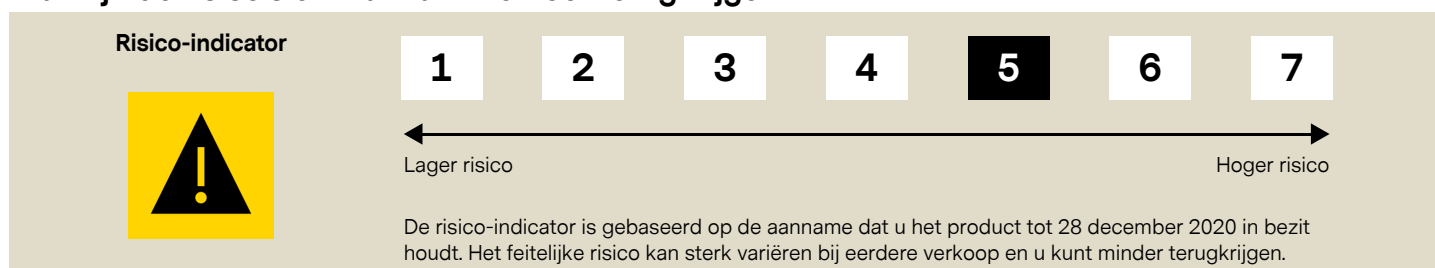 Risico-indicator
1 2 3 4 5 6 7
Lager risico Hoger risico
De risico-indicator is gebaseerd op de aanname dat u het product tot 28 december 2020 in bezit
houdt. Het feitelijke risico kan sterk variëren bij eerdere verkoop en u kunt minder terugkrijgen.